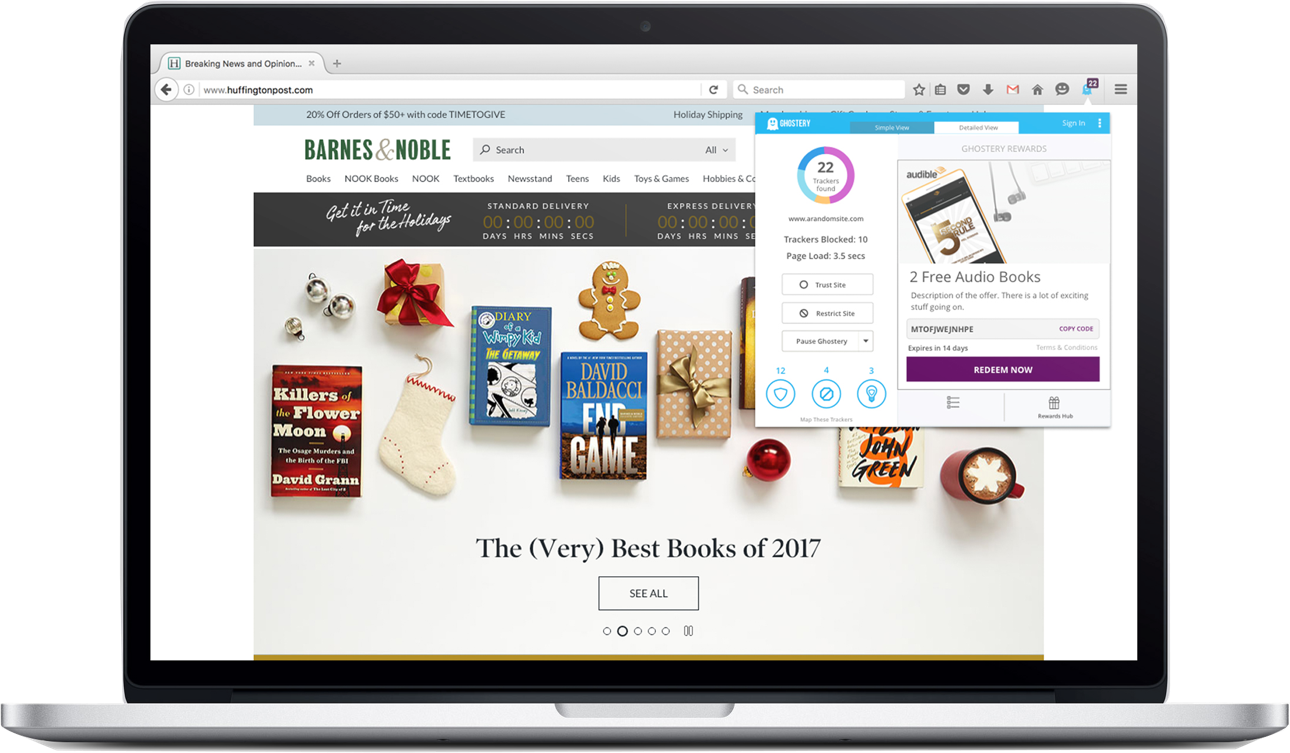 Breaking News and Opinion...
www.huffingtonpost.com
Search
22
20% Off Orders of $50+ with code TIMETOGIVE
Holiday Shipping
BARNES & NOBLE
Search
All
Books
NOOK Books
NOOK
Textbooks
Newsstand
Teens
Kids
Toys & Games
Hobbies & Co
Get it in Time
for the Holidays
STANDARD DELIVERY
00 : 00 : 00 : 00
DAYS HRS MINS SECS
EXPRESS DELIVERY
00 : 00 : 00
DAYS HRS MINS SE
GHOSTERY
Simple View
Detailed View
Sign In
22
Trackers
found
www.arandomsite.com
Trackers Blocked: 10
Page Load: 3.5 secs
Trust Site
Restrict Site
Pause Ghostery
12
4
3
Map These Trackers
GHOSTERY REWARDS
audible
5
SECOND
RULE
2 Free Audio Books
Description of the offer. There is a lot of exciting
stuff going on.
MTOFJWEJNHPE
COPY CODE
Expires in 14 days
Terms & Conditions
REDEEM NOW
Rewards Hub
DIARY
of a
Wimpy Kid
THE GETAWAY
DAVID
BALDACCI
END
GAME
Killers
of the
Flower
Moon
The Osage Murders and
the Birth of the FBI
David Grann
JOHN
GREEN
The (Very) Best Books of 2017
SEE ALL